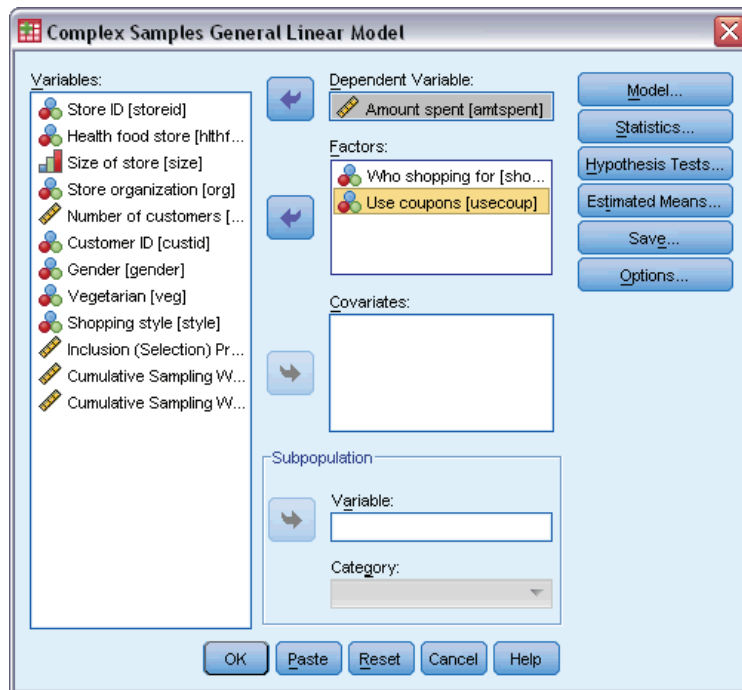 Complex Samples General Linear Model
Variables:
Store ID [storeid]
Health food store [hlthf...
Size of store [size]
Store organization [org]
Number of customers [...
Customer ID [custid]
Gender [gender]
Vegetarian [veg]
Shopping style [style]
Inclusion (Selection) Pr...
Cumulative Sampling W...
Cumulative Sampling W...
Dependent Variable:
Amount spent [amtspent]
Factors:
Who shopping for [sho...
Use coupons [usecoup]
Covariates:
Subpopulation
Variable:
Category:
Model...
Statistics...
Hypothesis Tests...
Estimated Means...
Save...
Options...
OK
Paste
Reset
Cancel
Help